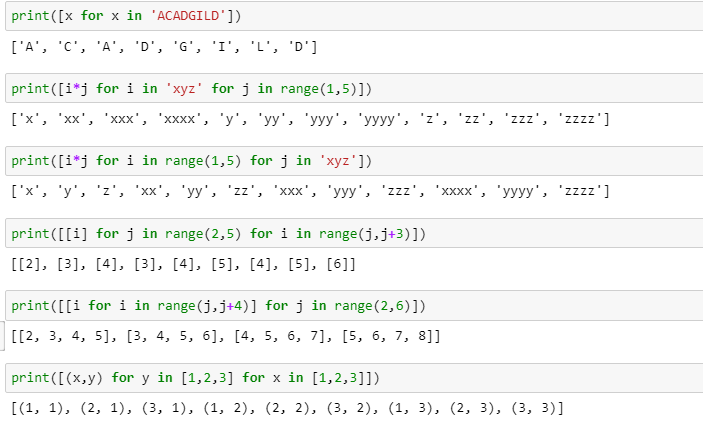 print([x for x in 'ACADGILD'])
['A', 'C', 'A', 'D', 'G', 'I', 'L', 'D']
print([i*j for i in 'xyz' for j in range(1,5)])
['x', 'xx', 'xxx', 'xxxx', 'y', 'yy', 'yyy', 'yyyy', 'z', 'zz', 'zzz', 'zzzz']
print([i*j for i in range(1,5) for j in 'xyz'])
['x', 'y', 'z', 'xx', 'yy', 'zz', 'xxx', 'yyy', 'zzz', 'xxxx', 'yyyy', 'zzzz']
print([[i] for j in range(2,5) for i in range(j,j+3)])
[[2], [3], [4], [3], [4], [5], [4], [5], [6]]
print([[i for i in range(j,j+4)] for j in range(2,6)])
[[2, 3, 4, 5], [3, 4, 5, 6], [4, 5, 6, 7], [5, 6, 7, 8]]
print([(x,y) for y in [1,2,3] for x in [1,2,3]])
[(1, 1), (2, 1), (3, 1), (1, 2), (2, 2), (3, 2), (1, 3), (2, 3), (3, 3)]